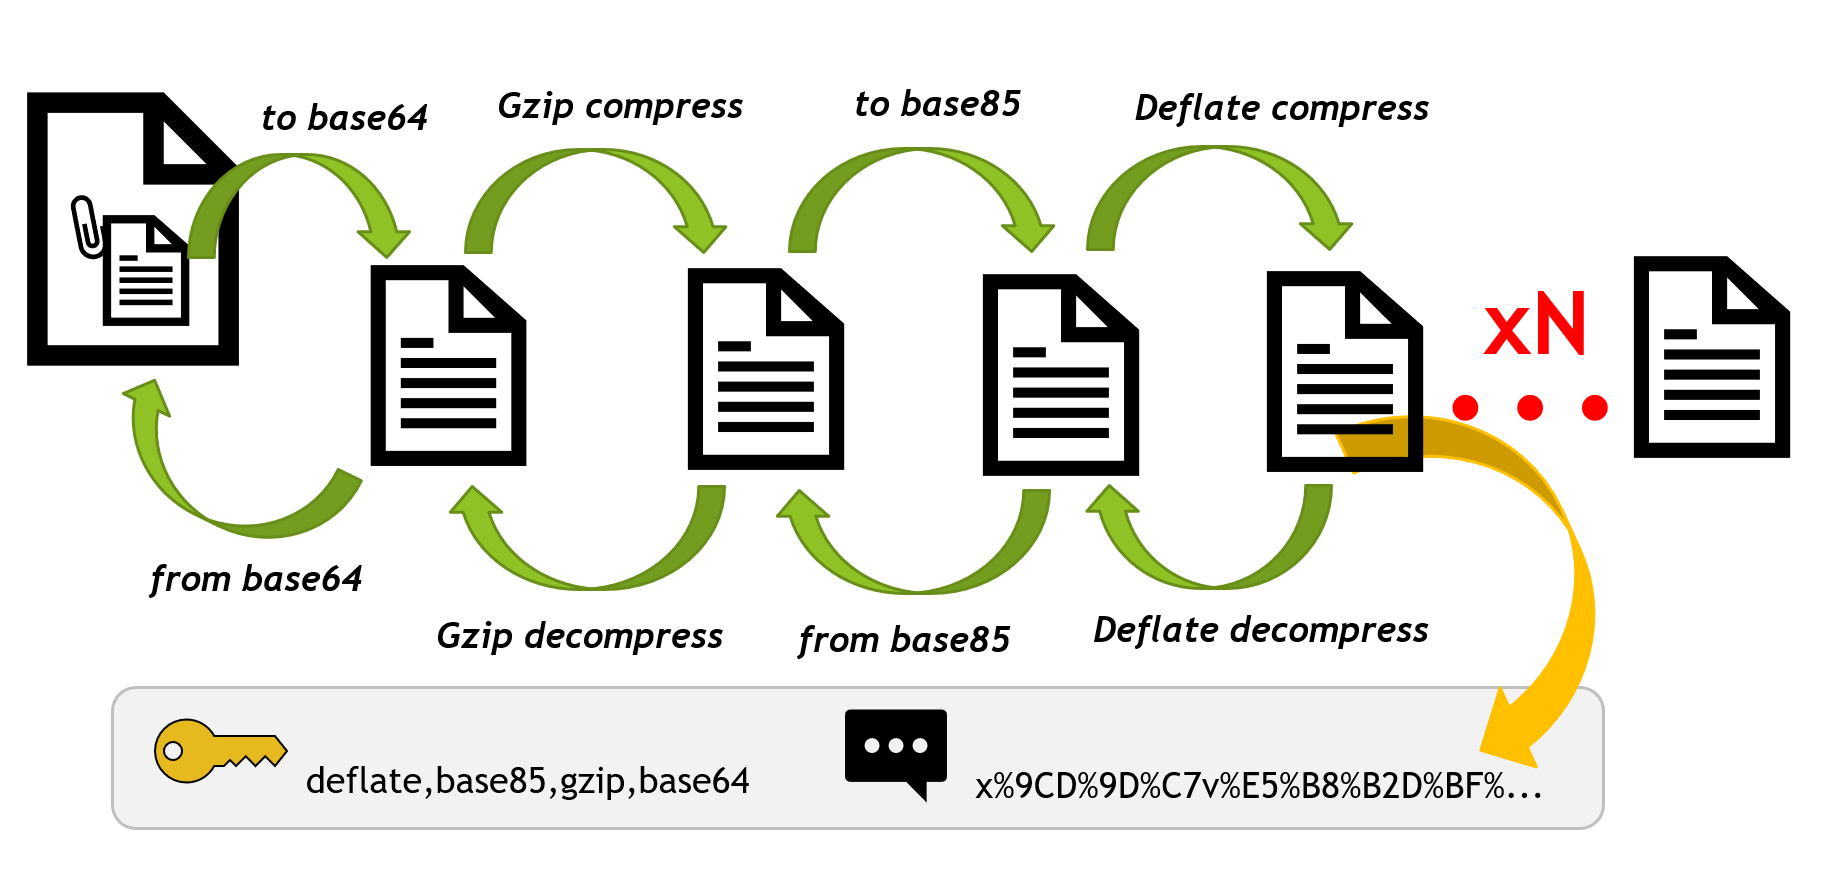 to base64
Gzip compress
to base85
Deflate compress
xN
from base64
Gzip decompress
from base85
Deflate decompress
deflate,base85,gzip,base64
x%9CD%9D%C7v%E5%B8%B2D%BF%...